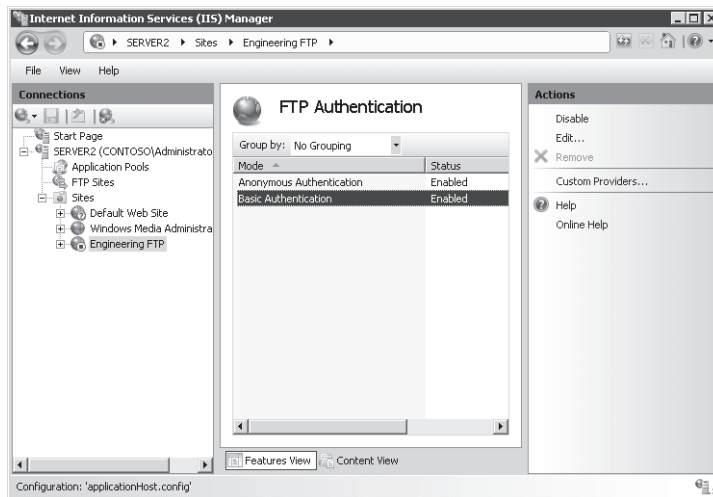 Internet Information Services (IIS) Manager
SERVER2 Sites Engineering FTP
File View Help
Connections
Start Page
SERVER2 (CONTOSO\Administrato
Application Pools
FTP Sites
Sites
Default Web Site
Windows Media Administra
Engineering FTP
FTP Authentication
Group by: No Grouping
Mode Status
Anonymous Authentication Enabled
Basic Authentication Enabled
Features View Content View
Actions
Disable
Edit...
Remove
Custom Providers...
Help
Online Help
Configuration: 'applicationHost.config'